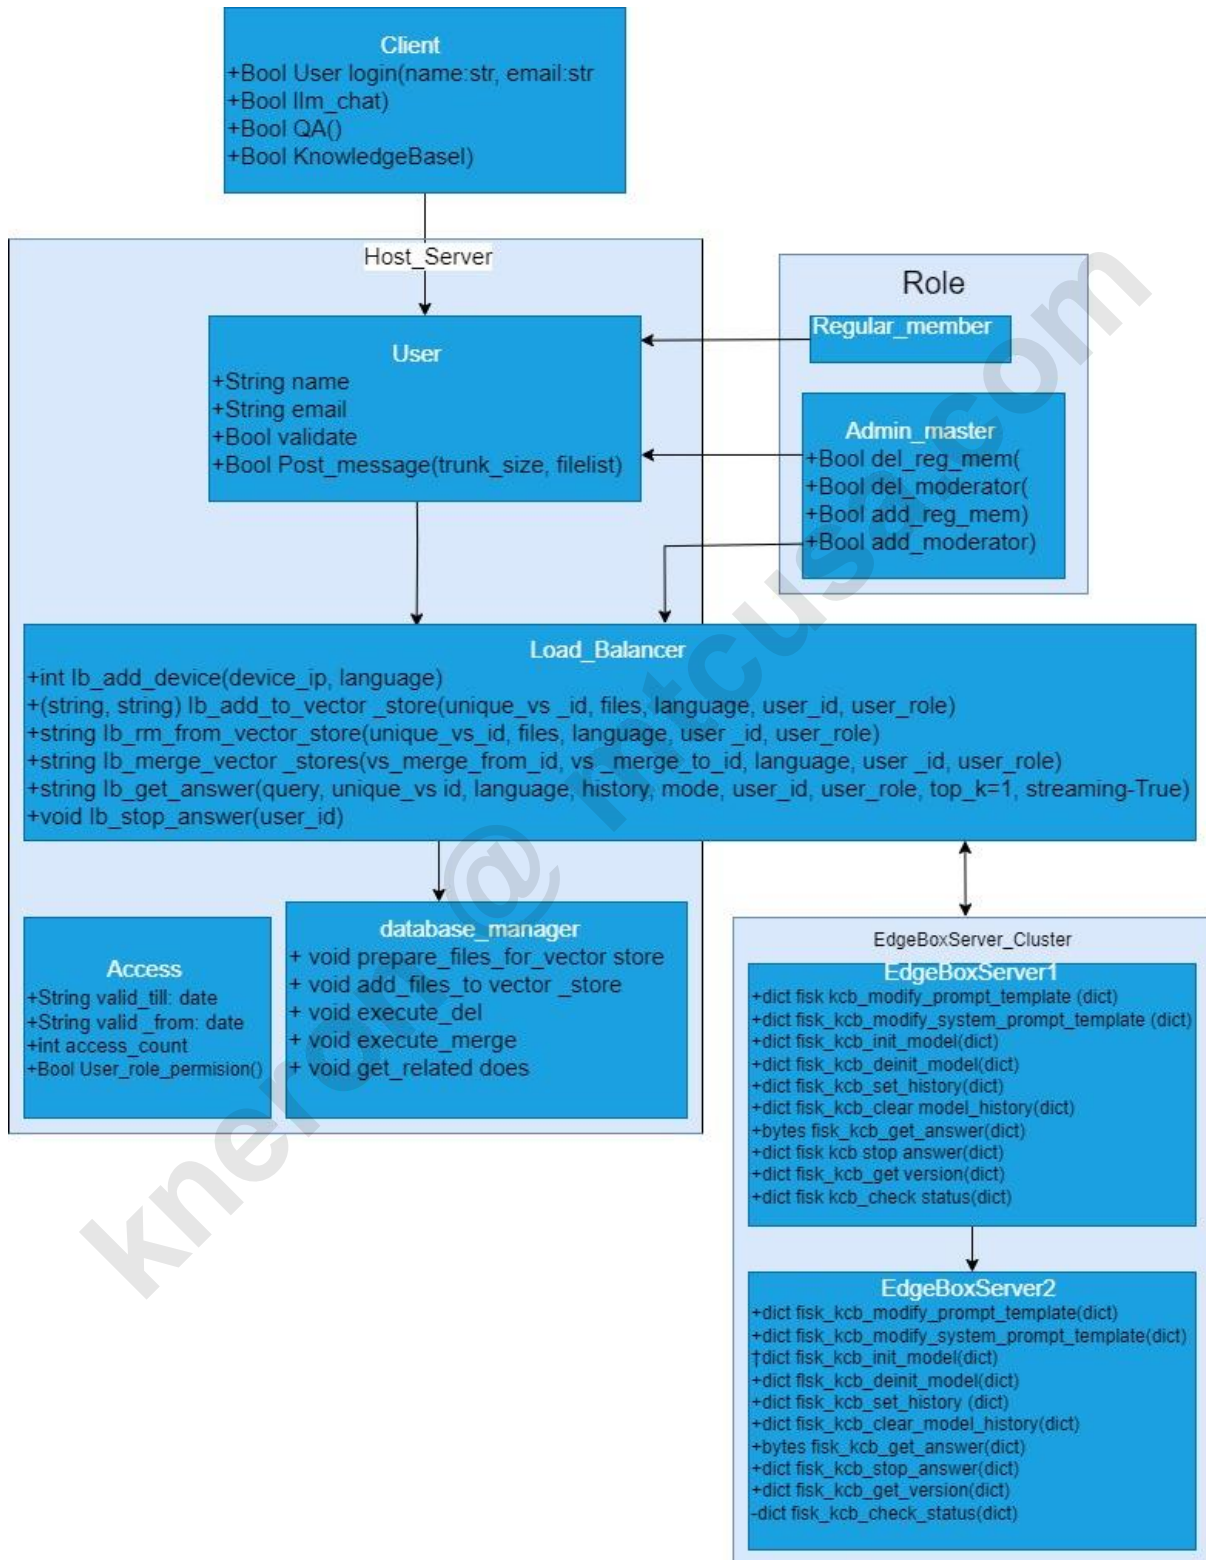 Client
+Bool User login(name:str, email:str
+Bool llm_chat)
+Bool QA()
+Bool KnowledgeBasel)
Host_Server
Role
Regular_member
User
+String name
+String email
+Bool validate
+Bool Post_message(trunk_size, filelist)
Admin_master
+Bool del_reg_mem(
+Bool del_moderator(
+Bool add_reg_mem)
+Bool add_moderator)
Load_Balancer
+int lb_add_device(device_ip, language)
+(string, string) lb_add_to_vector _store(unique_vs _id, files, language, user_id, user_role)
+string lb_rm_from_vector_store(unique_vs_id, files, language, user _id, user_role)
+string lb_merge_vector _stores(vs_merge_from_id, vs _merge_to_id, language, user _id, user_role)
+string lb_get_answer(query, unique_vs id, language, history, mode, user_id, user_role, top_k=1, streaming-True)
+void lb_stop_answer(user_id)
Access
+String valid_till: date
+String valid _from: date
+int access_count
+Bool User_role_permision()
database_manager
+ void prepare_files_for_vector store
+ void add_files_to vector _store
+ void execute_del
+ void execute_merge
+ void get_related does
EdgeBoxServer_Cluster
EdgeBoxServer1
+dict fisk kcb_modify_prompt_template (dict)
+dict fisk_kcb_modify_system_prompt_template (dict)
+dict fisk_kcb_init_model(dict)
+dict fisk_kcb_deinit_model(dict)
+dict fisk_kcb_set_history(dict)
+dict fisk_kcb_clear model_history(dict)
+bytes fisk_kcb_get_answer(dict)
+dict fisk kcb stop answer(dict)
+dict fisk_kcb_get version(dict)
+dict fisk kcb_check status(dict)
EdgeBoxServer2
+dict fisk_kcb_modify_prompt_template(dict)
+dict fisk_kcb_modify_system_prompt_template(dict)
†dict fisk_kcb_init_model(dict)
+dict flsk_kcb_deinit_model(dict)
+dict fisk_kcb_set_history (dict)
+dict fisk_kcb_clear_model_history(dict)
+bytes fisk_kcb_get_answer(dict)
+dict fisk_kcb_stop_answer(dict)
+dict fisk_kcb_get_version(dict)
-dict fisk_kcb_check_status(dict)
kneron @ mtcusa.com